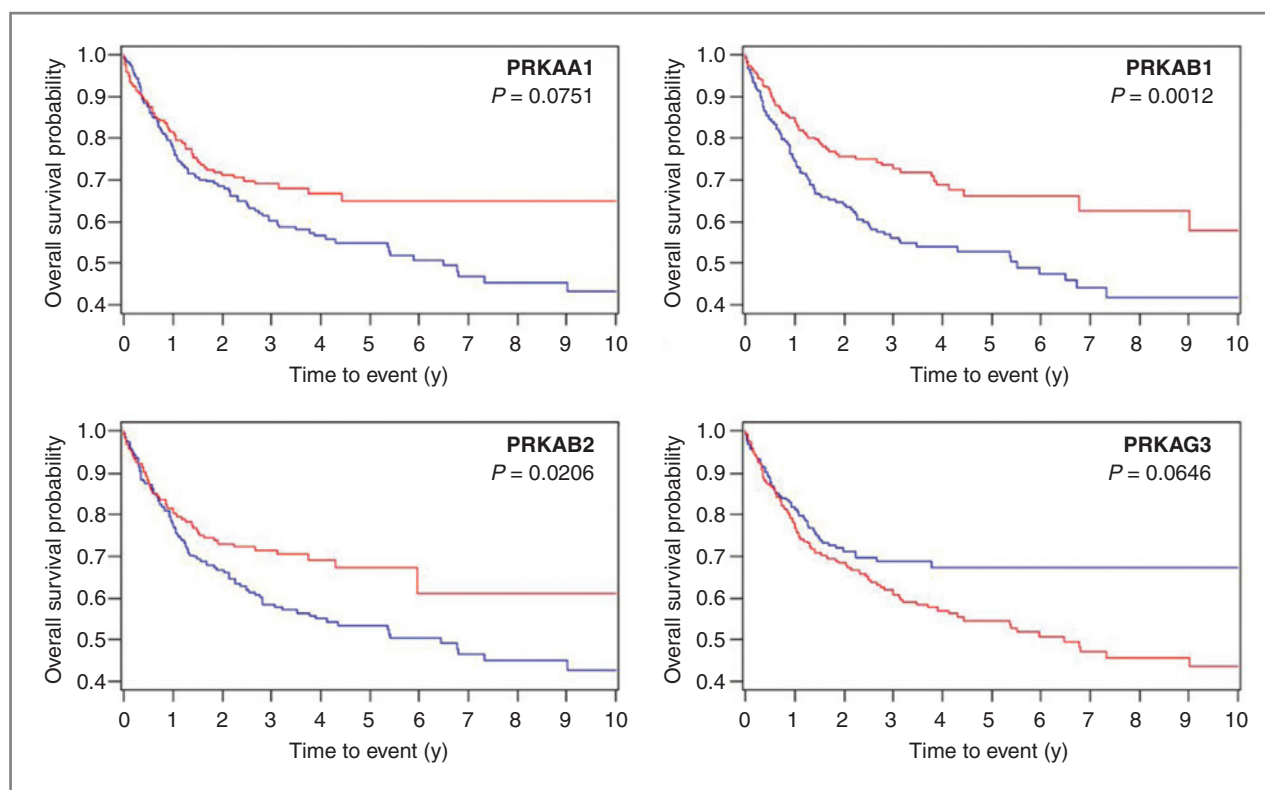 PRKAA1
P = 0.0751
Overall survival probability
1.0
0.9
0.8
0.7
0.6
0.5
0.4
0 1 2 3 4 5 6 7 8 9 10
Time to event (y)
PRKAB1
P = 0.0012
Overall survival probability
1.0
0.9
0.8
0.7
0.6
0.5
0.4
0 1 2 3 4 5 6 7 8 9 10
Time to event (y)
PRKAB2
P = 0.0206
Overall survival probability
1.0
0.9
0.8
0.7
0.6
0.5
0.4
0 1 2 3 4 5 6 7 8 9 10
Time to event (y)
PRKAG3
P = 0.0646
Overall survival probability
1.0
0.9
0.8
0.7
0.6
0.5
0.4
0 1 2 3 4 5 6 7 8 9 10
Time to event (y)